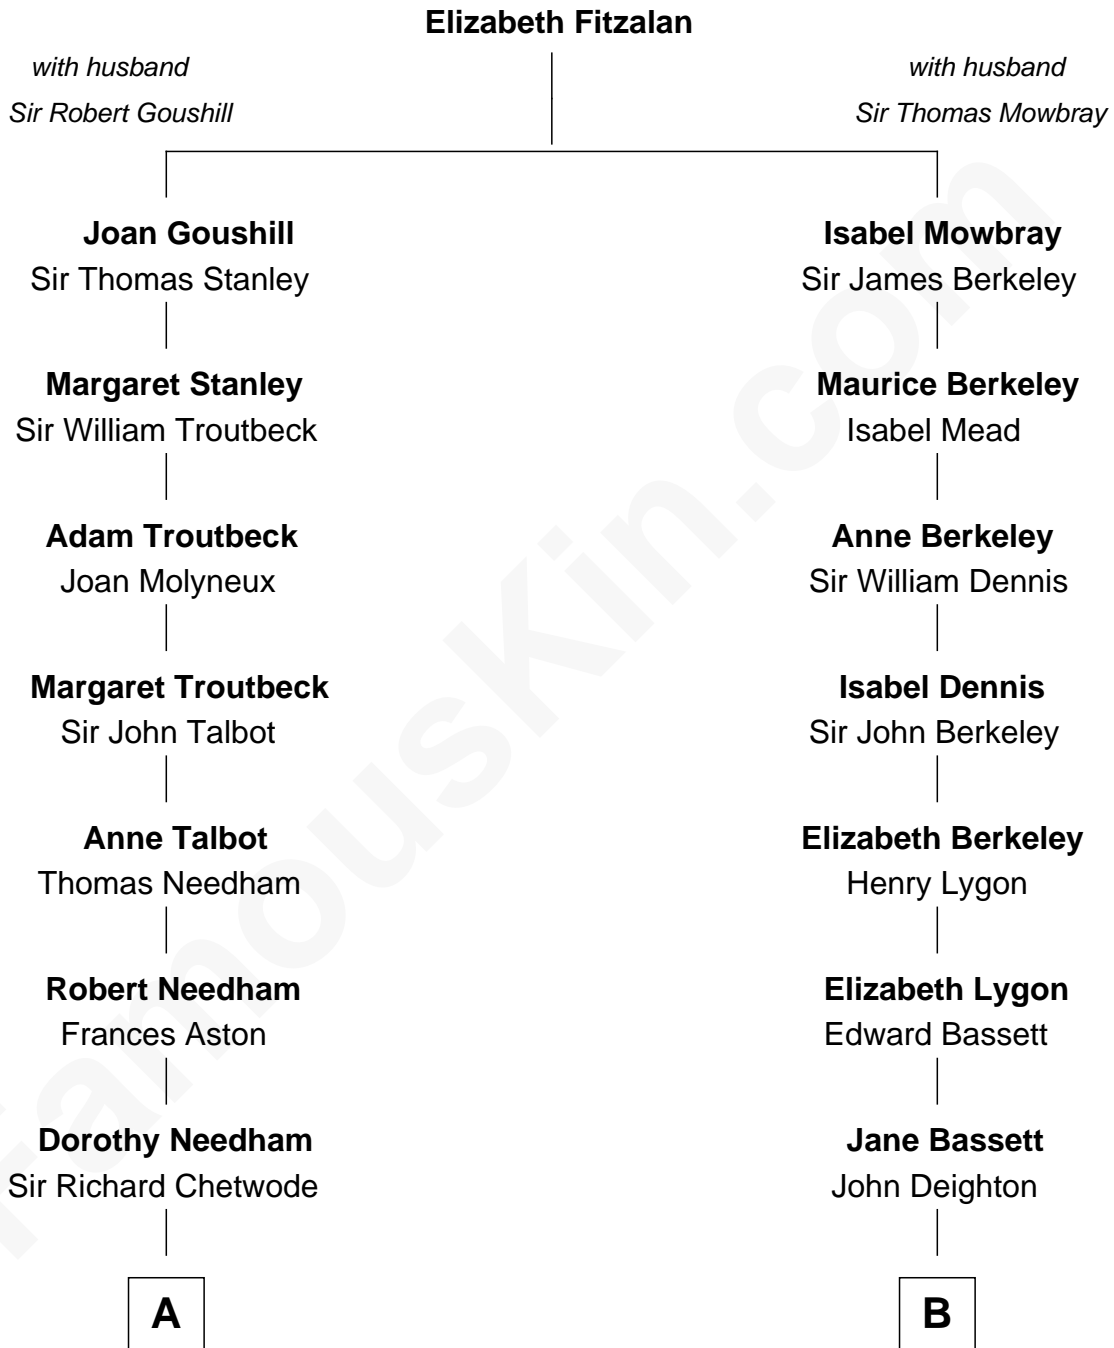 Elizabeth Fitzalan
with husband
Sir Robert Goushill
with husband
Sir Thomas Mowbray
Joan Goushill
Sir Thomas Stanley
Isabel Mowbray
Sir James Berkeley
Margaret Stanley
Sir William Troutbeck
Maurice Berkeley
Isabel Mead
Adam Troutbeck
Joan Molyneux
Anne Berkeley
Sir William Dennis
Margaret Troutbeck
Sir John Talbot
Isabel Dennis
Sir John Berkeley
Anne Talbot
Thomas Needham
Elizabeth Berkeley
Henry Lygon
Robert Needham
Frances Aston
Elizabeth Lygon
Edward Bassett
Dorothy Needham
Sir Richard Chetwode
Jane Bassett
John Deighton
A
B
FamousKin.com